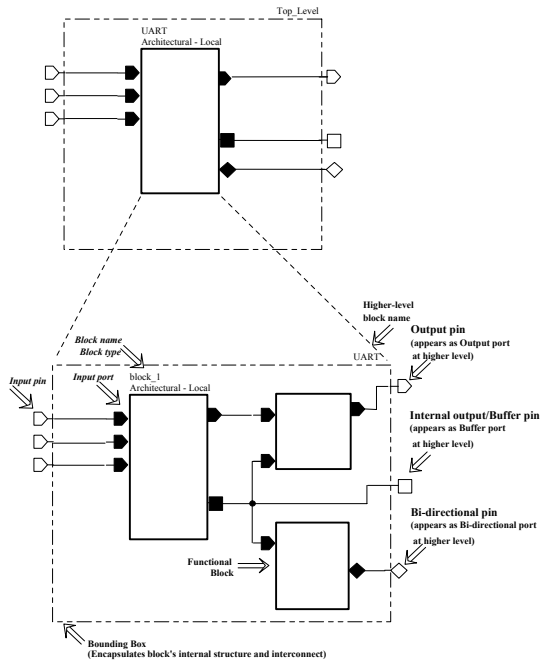 Top_Level
UART
Architectural - Local
Higher-level
block name
Output pin
(appears as Output port
at higher level)
Block name
Block type
UART
Input pin
Input port
block_1
Architectural - Local
Internal output/Buffer pin
(appears as Buffer port
at higher level)
Bi-directional pin
(appears as Bi-directional port
at higher level)
Functional
Block
Bounding Box
(Encapsulates block's internal structure and interconnect)